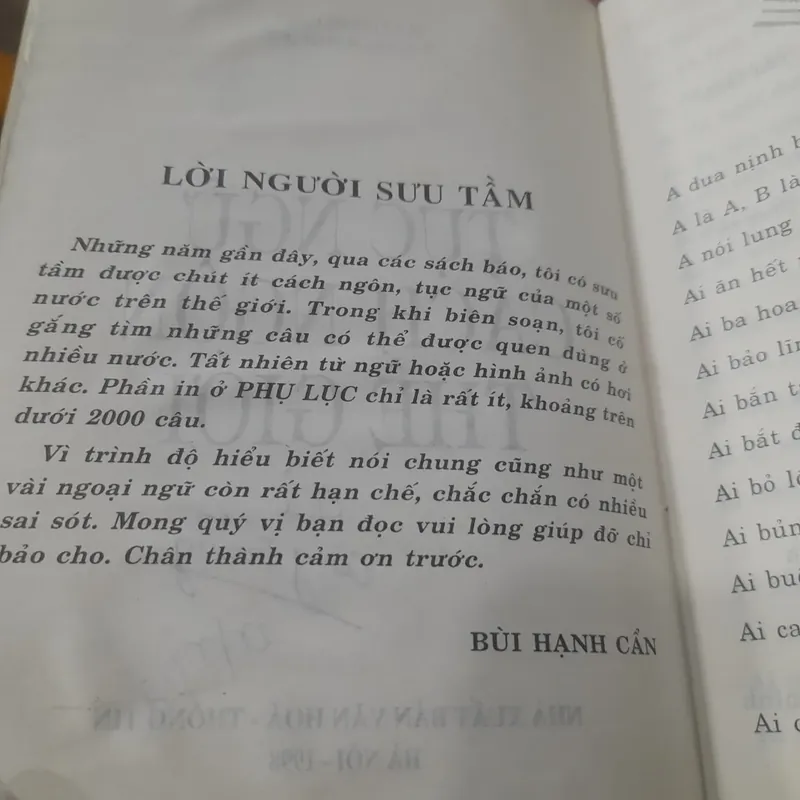 LỜI NGƯỜI SƯU TẦM
Những năm gần đây, qua các sách báo, tôi có sưu
tầm được chút ít cách ngôn, tục ngữ của một số
nước trên thế giới. Trong khi biên soạn, tôi cố
gắng tìm những câu có thể được quen dùng ở
nhiều nước. Tất nhiên từ ngữ hoặc hình ảnh có hơi
khác. Phần in ở PHỤ LỤC chỉ là rất ít, khoảng trên
dưới 2000 câu.
Vì trình độ hiểu biết nói chung cũng như một
vài ngoại ngữ còn rất hạn chế, chắc chắn có nhiều
sai sót. Mong quý vị bạn đọc vui lòng giúp đỡ chỉ
bảo cho. Chân thành cảm ơn trước.
BÙI HẠNH CẨN
A dua nịnh
A là A, B là
A nói lung
Ai ăn hết
Ai ba hoa
Ai bảo
Ai bắn
Ai bắt
Ai bỏ
Ai
Ai
Ai
Ai